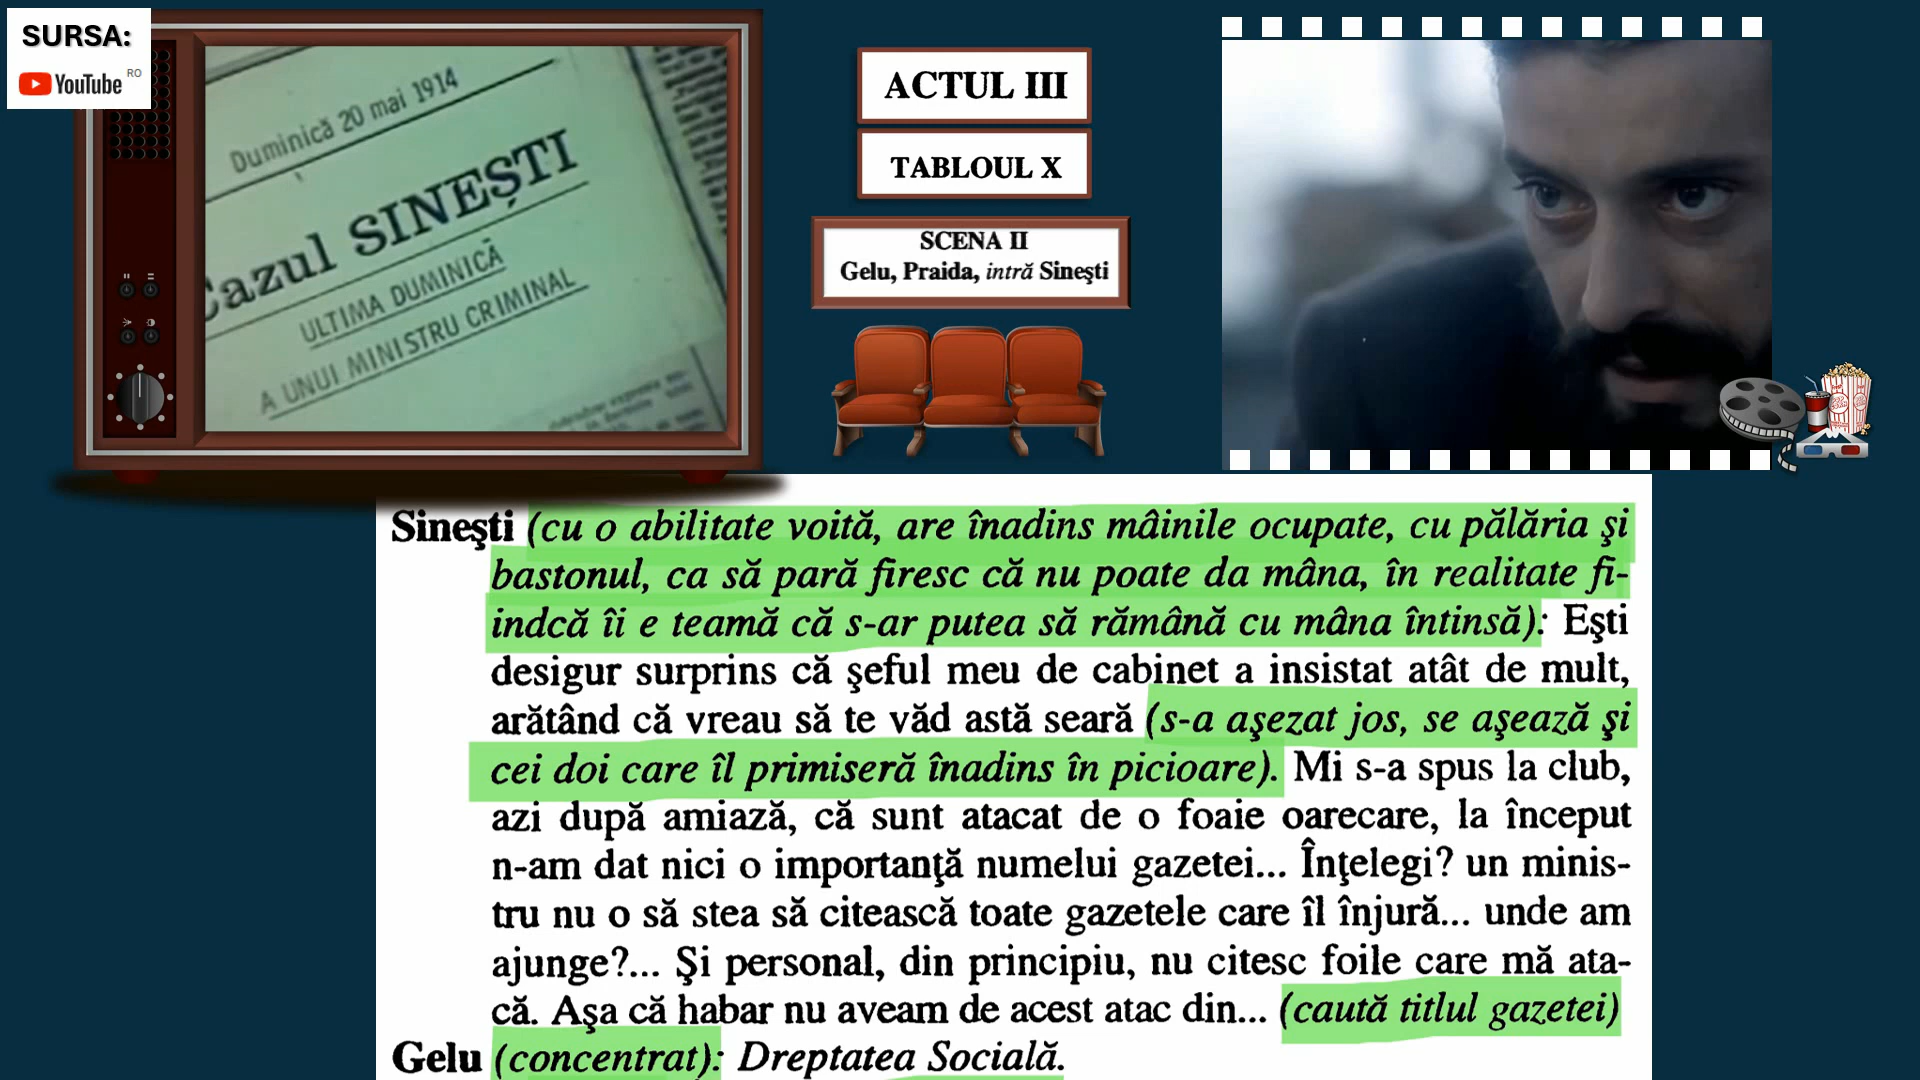 SURSA:
YouTube RO
Duminică 20 mai 1914
Cazul SINEŞTI
ULTIMA DUMINICĂ
A UNUI MINISTRU CRIMINAL
ACTUL III
TABLOUL X
SCENA II
Gelu, Praida, intră Sineşti
Sineşti (cu o abilitate voită, are înadins mâinile ocupate, cu pălăria şi
bastonul, ca să pară firesc că nu poate da mâna, în realitate fi-
indcă îi e teamă că s-ar putea să rămână cu mâna întinsă): Eşti
desigur surprins că şeful meu de cabinet a insistat atât de mult,
arătând că vreau să te văd astă seară (s-a aşezat jos, se aşează şi
cei doi care îl primiseră înadins în picioare). Mi s-a spus la club,
azi după amiază, că sunt atacat de o foaie oarecare, la început
n-am dat nici o importanţă numelui gazetei... Înţelegi? un minis-
tru nu o să stea să citească toate gazetele care îl înjură... unde am
ajunge?... Şi personal, din principiu, nu citesc foile care mă ata-
că. Aşa că habar nu aveam de acest atac din... (caută titlul gazetei)
Gelu (concentrat): Dreptatea Socială.